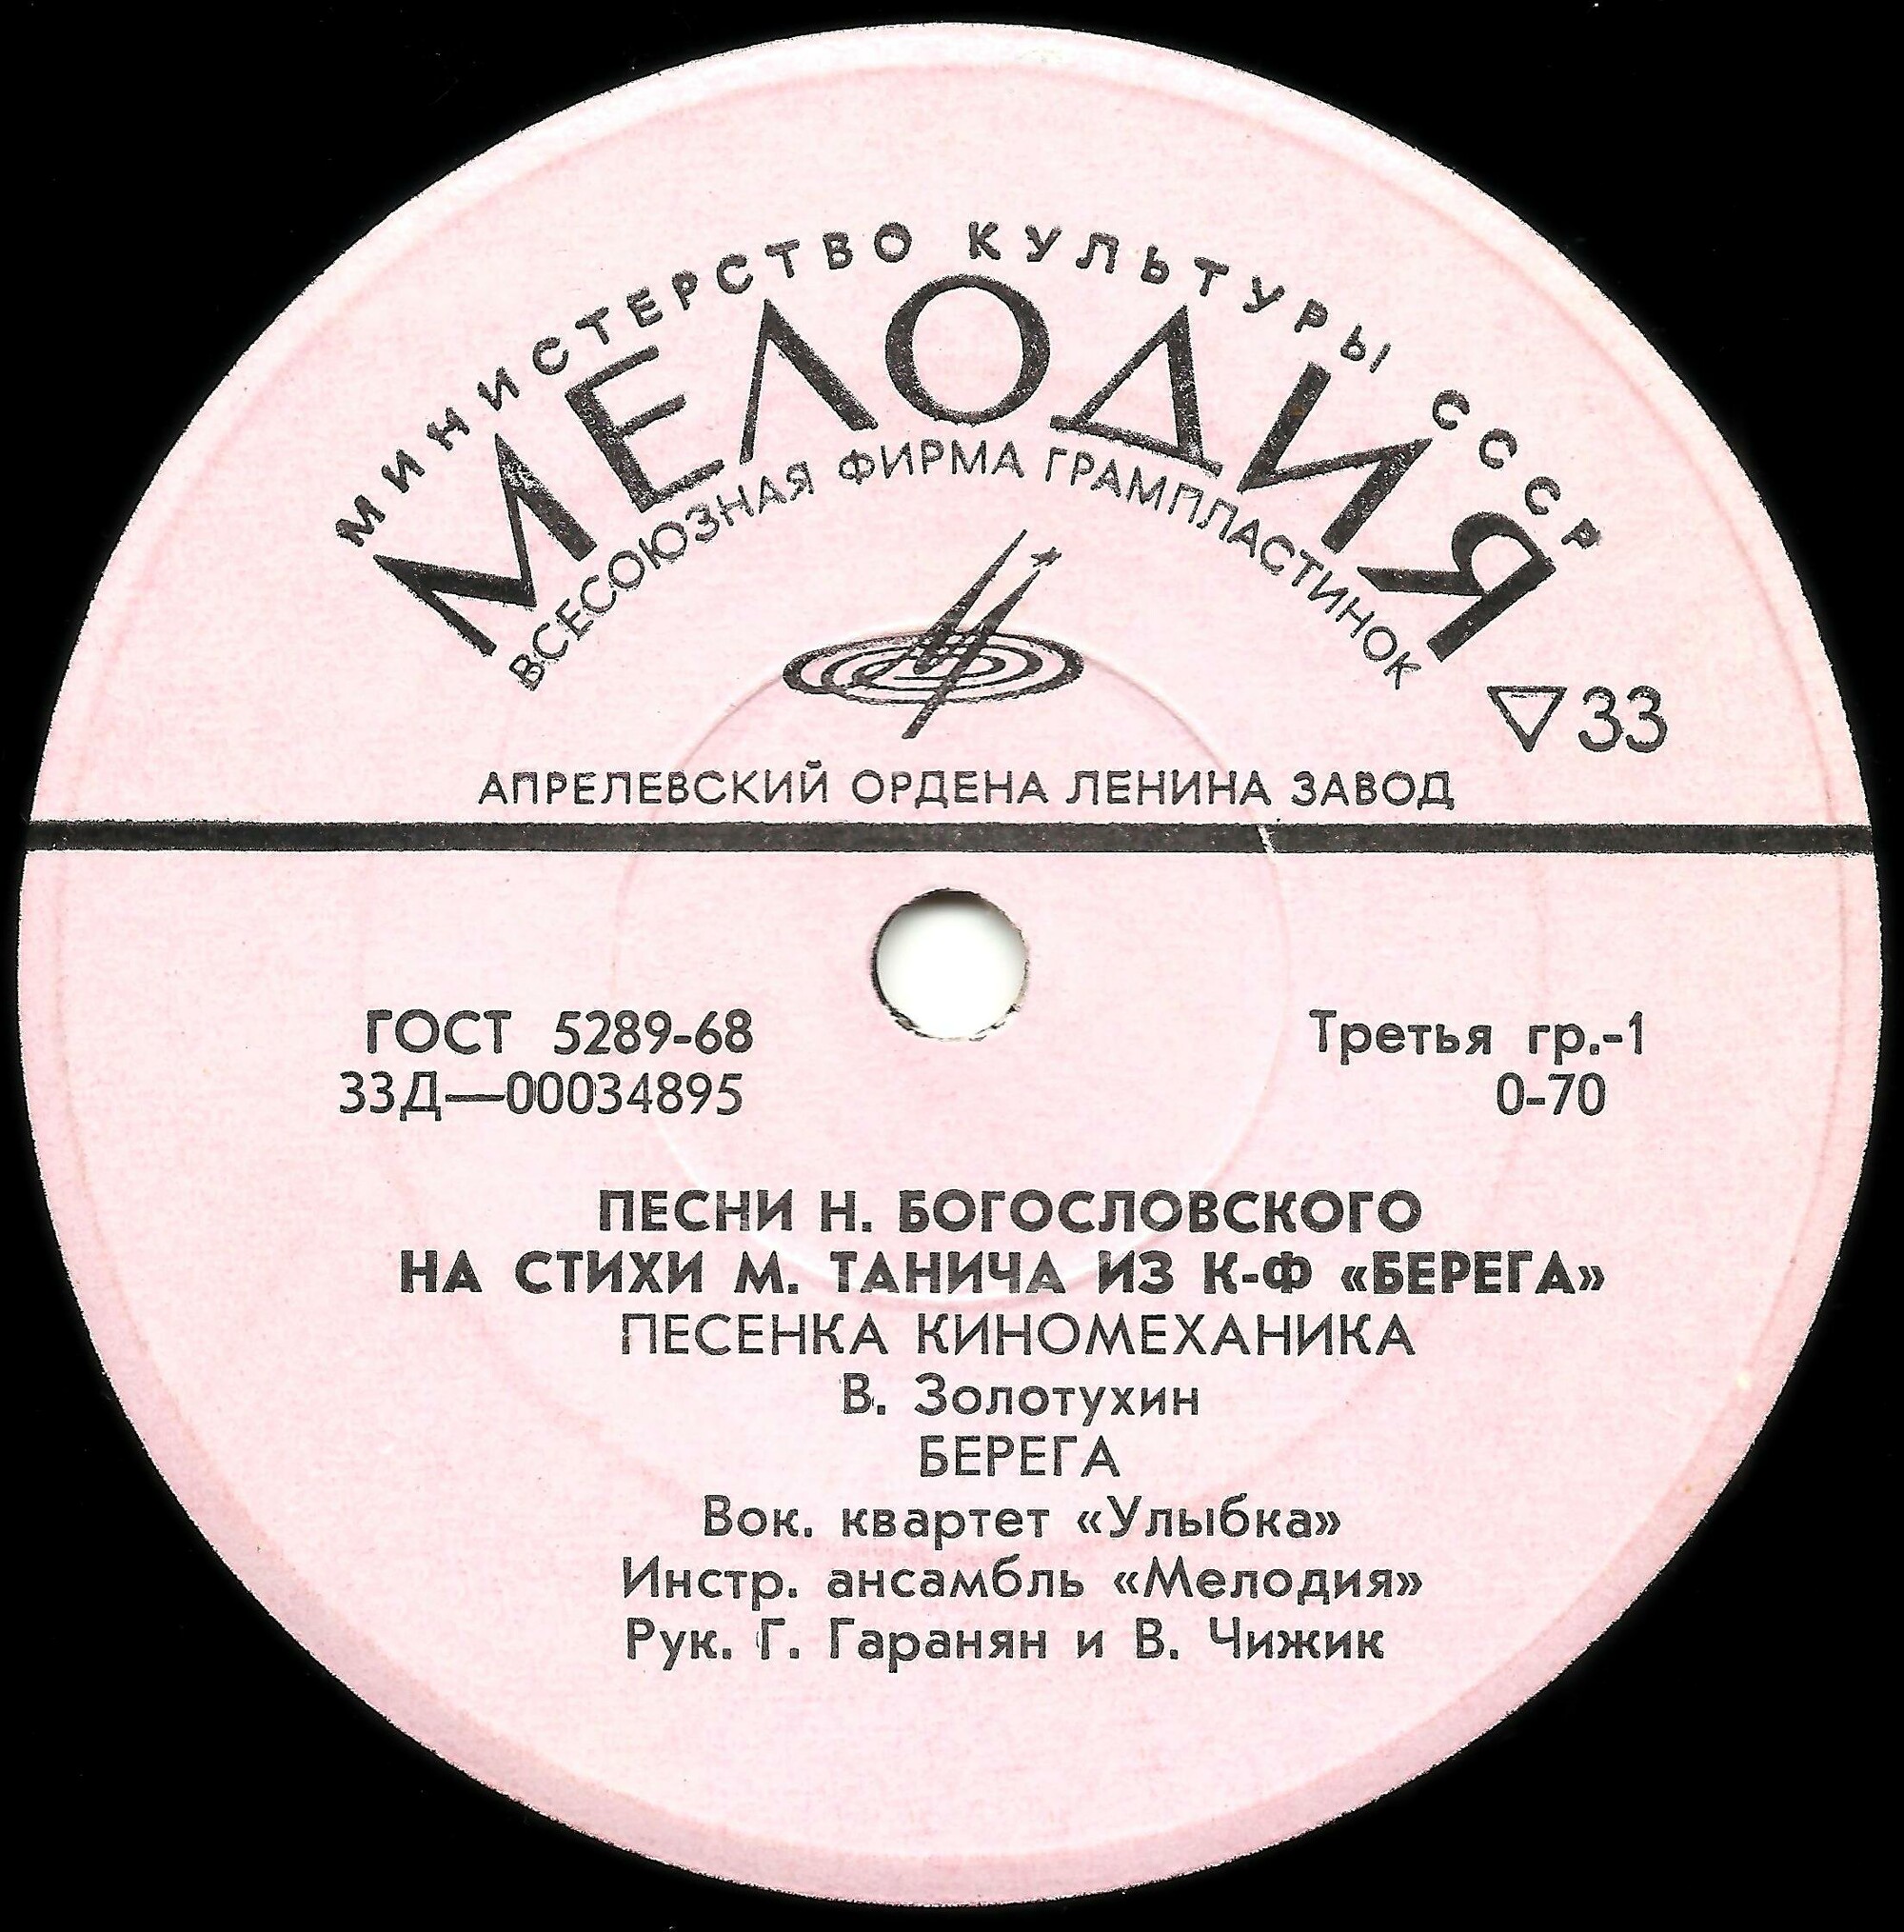 МИНИСТЕРСТВО КУЛЬТУРЫ СССР
МЕЛОДИЯ
ВСЕСОЮЗНАЯ ФИРМА ГРАМПЛАСТИНОК
▽33
АПРЕЛЕВСКИЙ ОРДЕНА ЛЕНИНА ЗАВОД
ГОСТ 5289-68 Третья гр.-1
33Д—00034895 0-70
ПЕСНИ Н. БОГОСЛОВСКОГО
НА СТИХИ М. ТАНИЧА ИЗ К-Ф «БЕРЕГА»
ПЕСЕНКА КИНОМЕХАНИКА
В. Золотухин
БЕРЕГА
Вок. квартет «Улыбка»
Инстр. ансамбль «Мелодия»
Рук. Г. Гаранян и В. Чижик